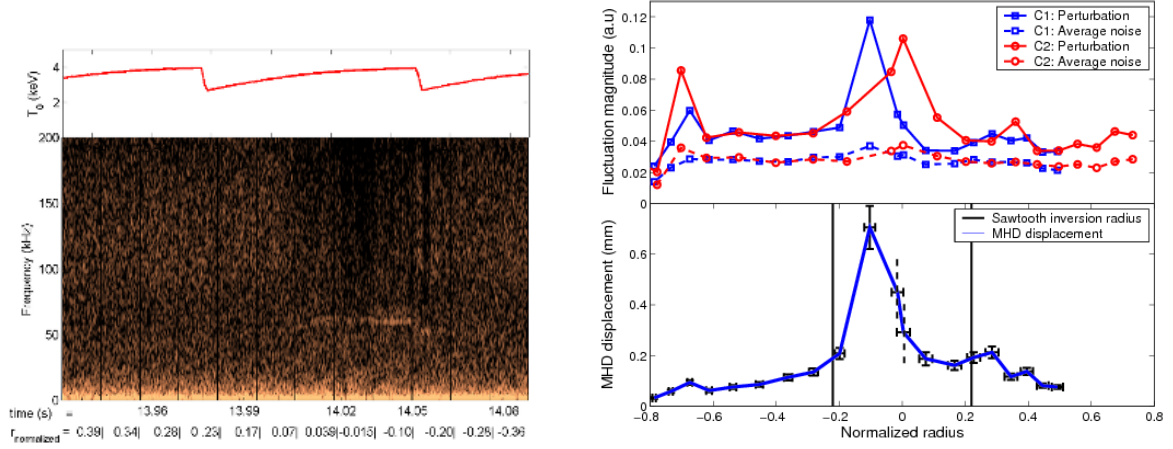 4
2
T0 (keV)
200
150
100
50
0
Frequency (kHz)
time (s) = 13.96 13.99 14.02 14.05 14.08
rnormalized = 0.39| 0.34| 0.28| 0.23| 0.17| 0.07| 0.039|-0.015| -0.10| -0.20| -0.28| -0.36
0.12
0.1
0.08
0.06
0.04
0.02
0
Fluctuation magnitude (a.u)
C1: Perturbation
C1: Average noise
C2: Perturbation
C2: Average noise
0.6
0.4
0.2
0
MHD displacement (mm)
Sawtooth inversion radius
MHD displacement
-0.8 -0.6 -0.4 -0.2 0 0.2 0.4 0.6 0.8
Normalized radius